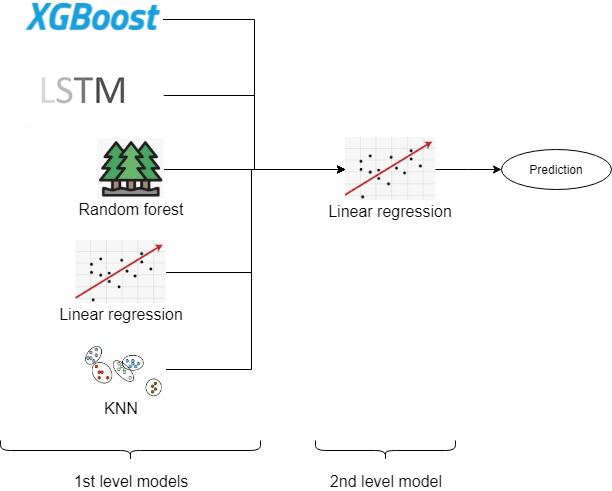 XGBoost
LSTM
Random forest
Linear regression
Prediction
Linear regression
KNN
1st level models
2nd level model